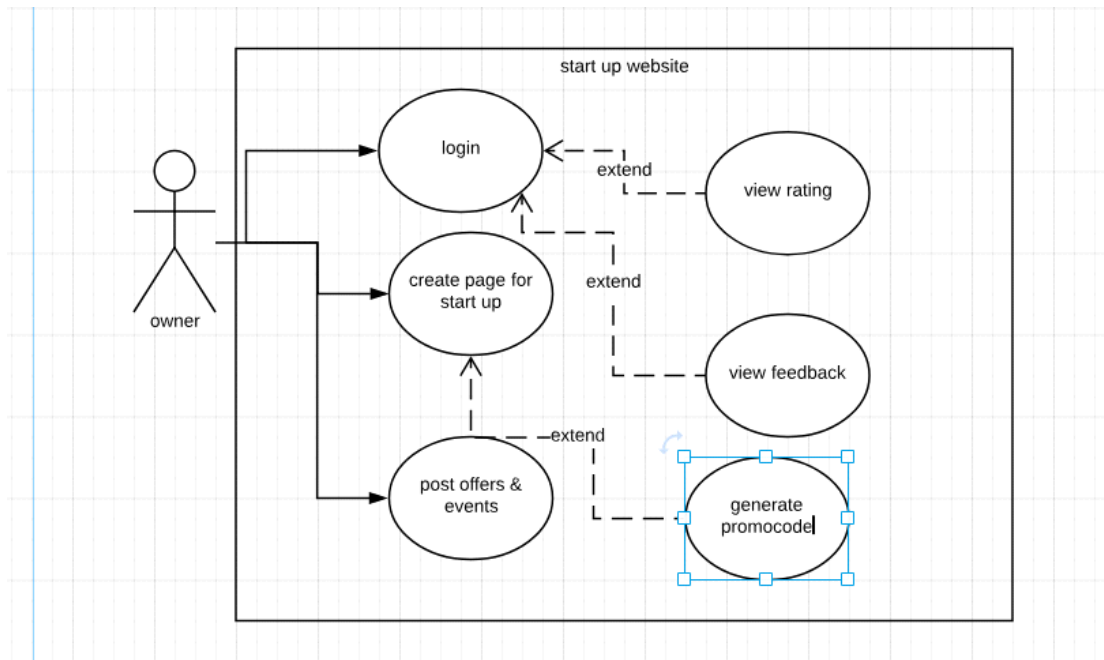 start up website
login
extend
view rating
create page for
start up
extend
owner
view feedback
extend
post offers &
events
generate
promocode